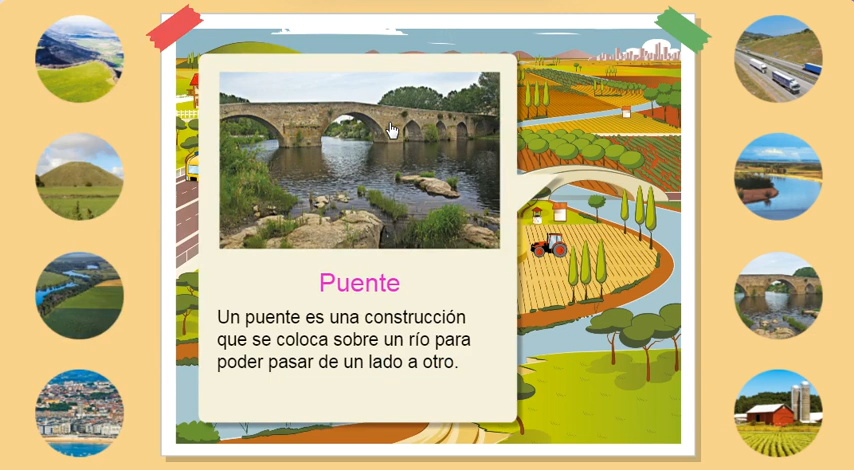 Puente
Un puente es una construcción
que se coloca sobre un río para
poder pasar de un lado a otro.